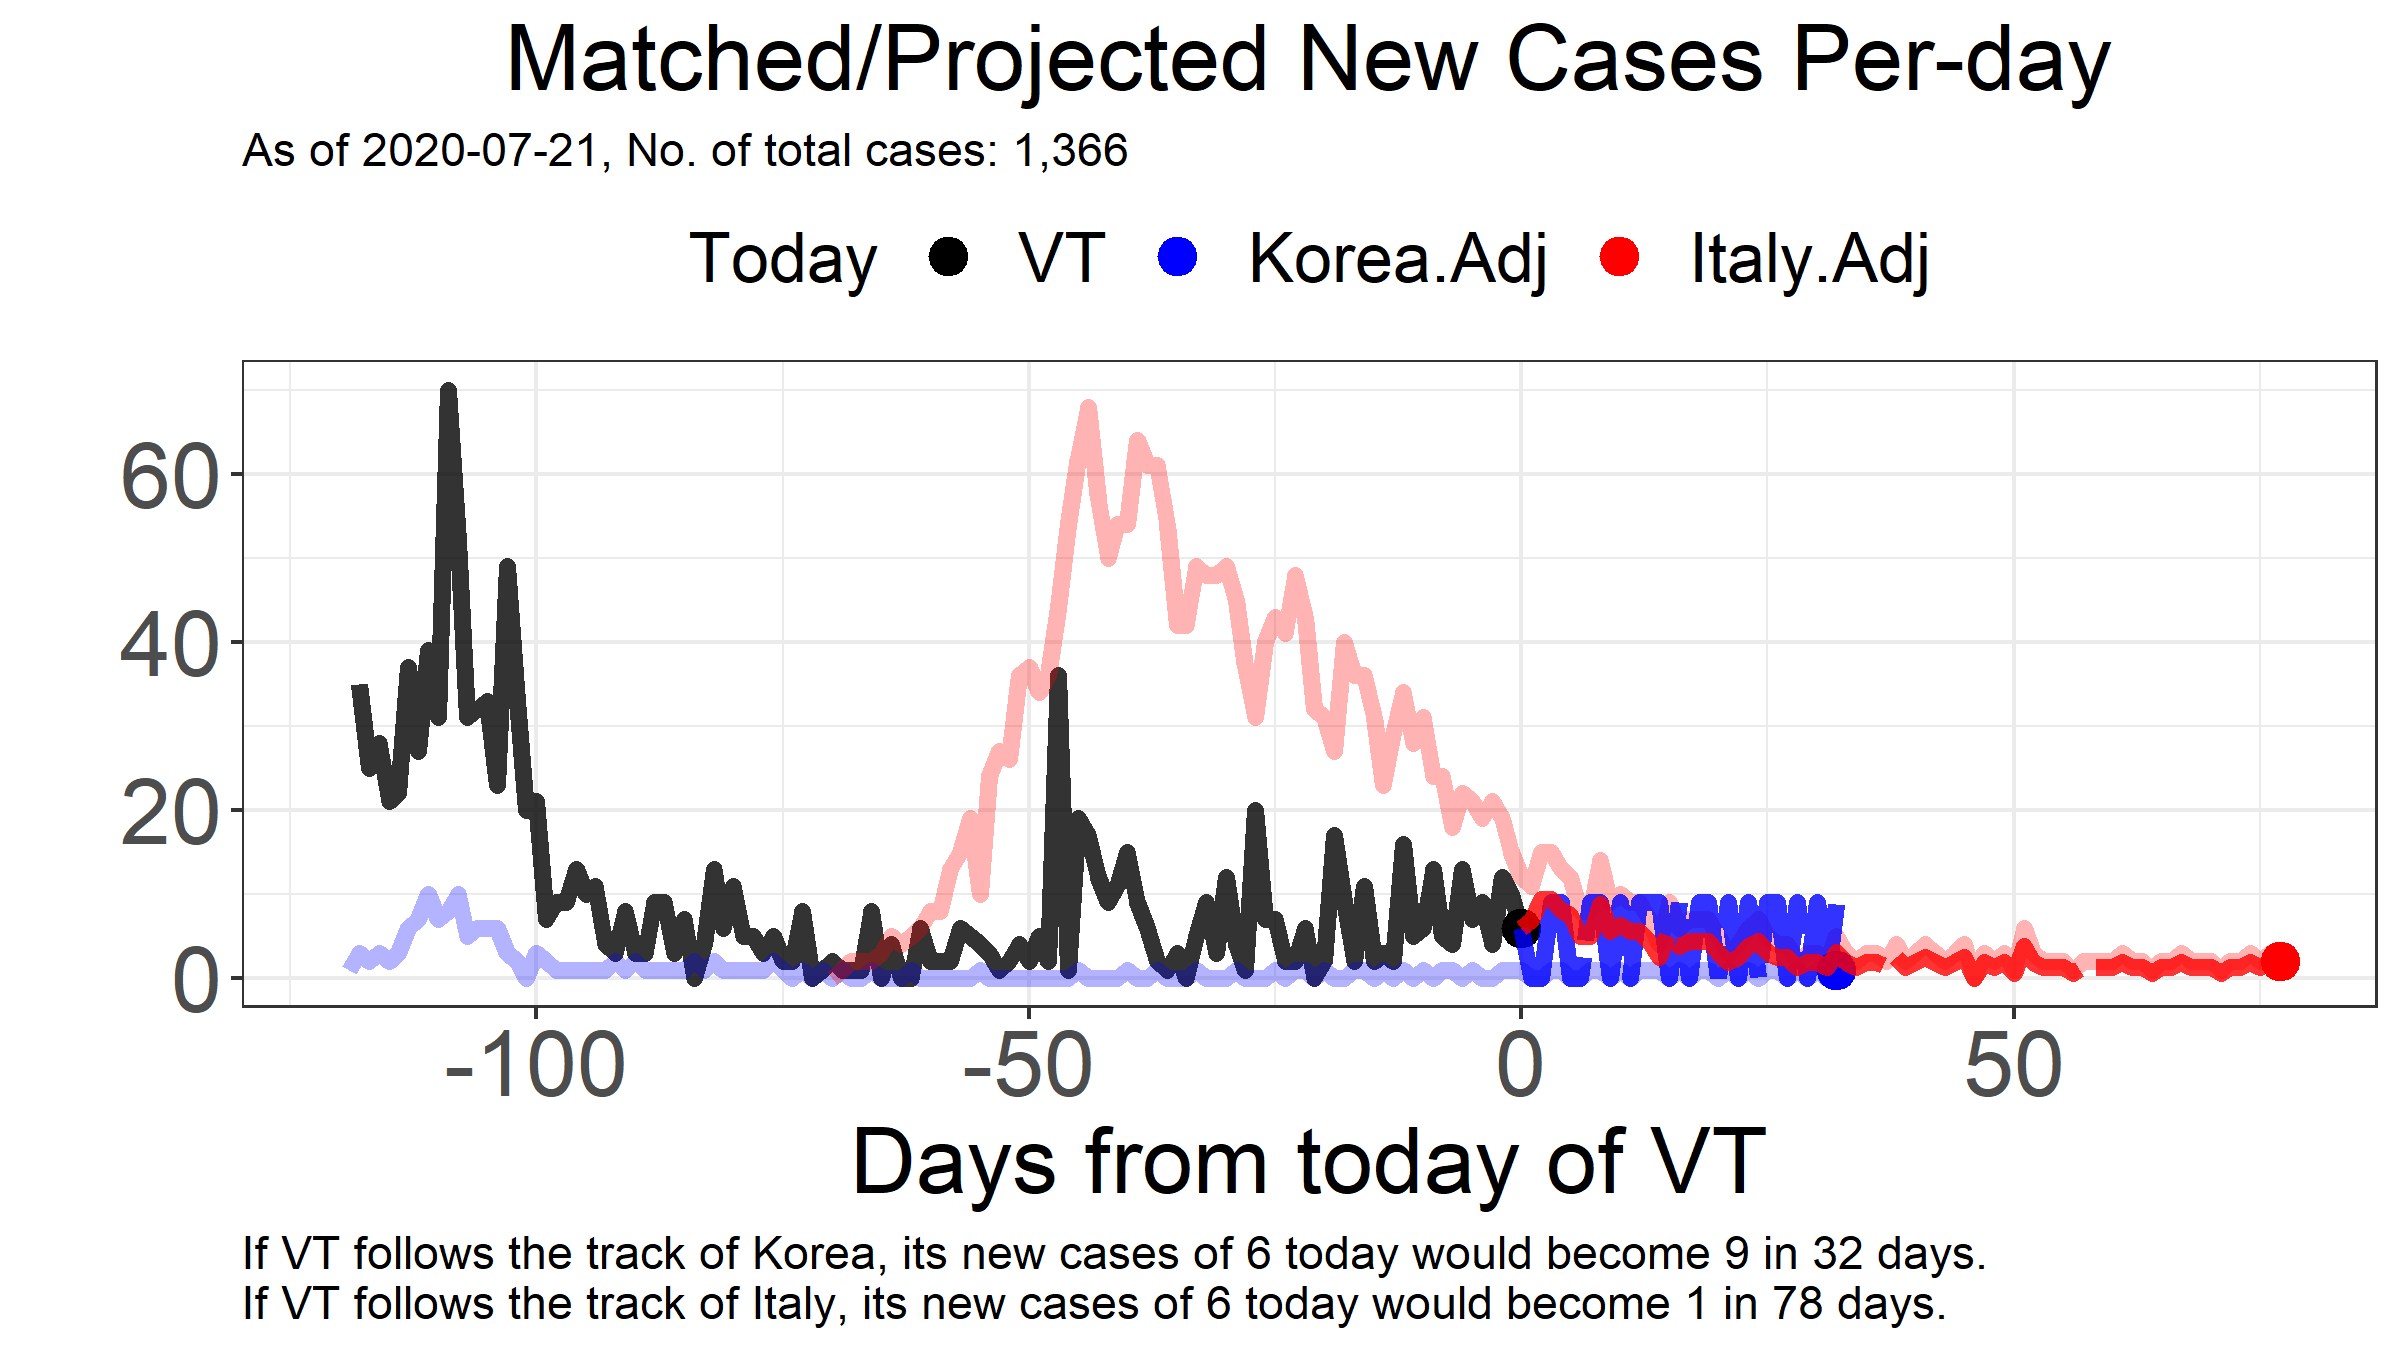 Matched/Projected New Cases Per-day
As of 2020-07-21, No. of total cases: 1,366
Today VT Korea.Adj Italy.Adj
60
40
20
0
-100 -50 0 50
Days from today of VT
If VT follows the track of Korea, its new cases of 6 today would become 9 in 32 days.
If VT follows the track of Italy, its new cases of 6 today would become 1 in 78 days.